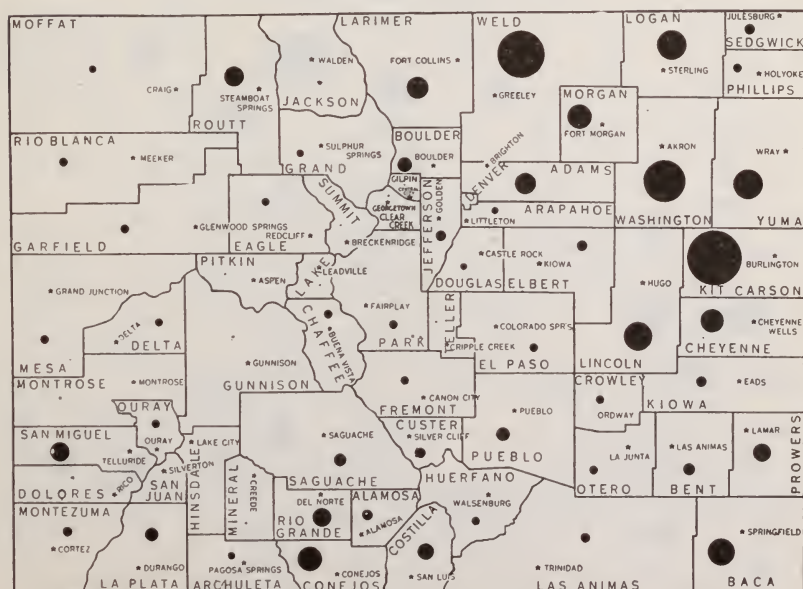 MOFFAT
LARIMER
WELD
LOGAN
JULESBURG
SEDGWICK
WALDEN
FORT COLLINS
STERLING
HOLYOKE
PHILLIPS
CRAIG
STEAMBOAT
SPRINGS
JACKSON
GREELEY
MORGAN
FORT MORGAN
ROUTT
RIO BLANCA
MEEKER
SULPHUR
SPRINGS
GRAND
BOULDER
BOULDER
BRIGHTON
AKRON
WRAY
GILPIN
CENTRAL
CITY
GEORGETOWN
CLEAR
CREEK
SUMMIT
JEFFERSON
GOLDEN
DENVER
ADAMS
ARAPAHOE
LITTLETON
WASHINGTON
YUMA
GARFIELD
GLENWOOD SPRINGS
REDCLIFF
EAGLE
BRECKENRIDGE
PITKIN
ASPEN
LAKE
LEADVILLE
CASTLE ROCK
KIOWA
DOUGLAS
ELBERT
HUGO
BURLINGTON
KIT CARSON
GRAND JUNCTION
DELTA
DELTA
MESA
CHAFFEE
BUENA VISTA
FAIRPLAY
PARK
TELLER
CRIPPLE CREEK
COLORADO SPR'S.
EL PASO
LINCOLN
CHEYENNE
WELLS
CHEYENNE
MONTROSE
MONTROSE
GUNNISON
GUNNISON
CANON CITY
FREMONT
CROWLEY
ORDWAY
EADS
KIOWA
OURAY
OURAY
SAN MIGUEL
TELLURIDE
LAKE CITY
SILVERTON
SAGUACHE
SAGUACHE
CUSTER
SILVER CLIFF
PUEBLO
PUEBLO
LA JUNTA
OTERO
LAS ANIMAS
BENT
LAMAR
PROWERS
DOLORES
RICO
SAN
JUAN
HINSDALE
MINERAL
CREEDE
DEL NORTE
RIO
GRANDE
ALAMOSA
ALAMOSA
HUERFANO
WALSENBURG
COSTILLA
MONTEZUMA
CORTEZ
DURANGO
LA PLATA
PAGOSA SPRINGS
ARCHULETA
CONEJOS
CONEJOS
SAN LUIS
TRINIDAD
LAS ANIMAS
SPRINGFIELD
BACA